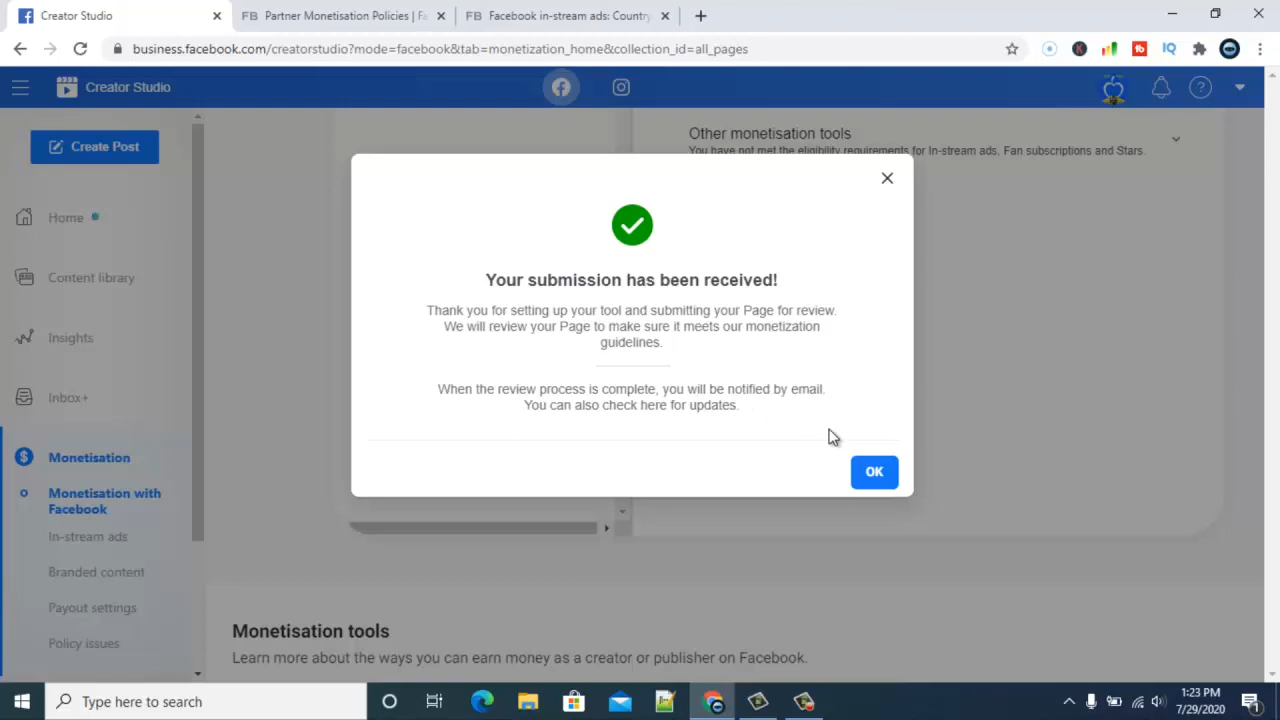 Creator Studio
Partner Monetisation Policies | Fa
Facebook in-stream ads: Country
business.facebook.com/creatorstudio?mode=facebook&tab=monetization_home&collection_id=all_pages
Creator Studio
Create Post
Home
Content library
Insights
Inbox+
Monetisation
Monetisation with
Facebook
In-stream ads
Branded content
Payout settings
Policy issues
Other monetisation tools
You have not met the eligibility requirements for In-stream ads, Fan subscriptions and Stars.
Your submission has been received!
Thank you for setting up your tool and submitting your Page for review.
We will review your Page to make sure it meets our monetization
guidelines.
When the review process is complete, you will be notified by email.
You can also check here for updates.
OK
Monetisation tools
Learn more about the ways you can earn money as a creator or publisher on Facebook.
Type here to search
1:23 PM
7/29/2020